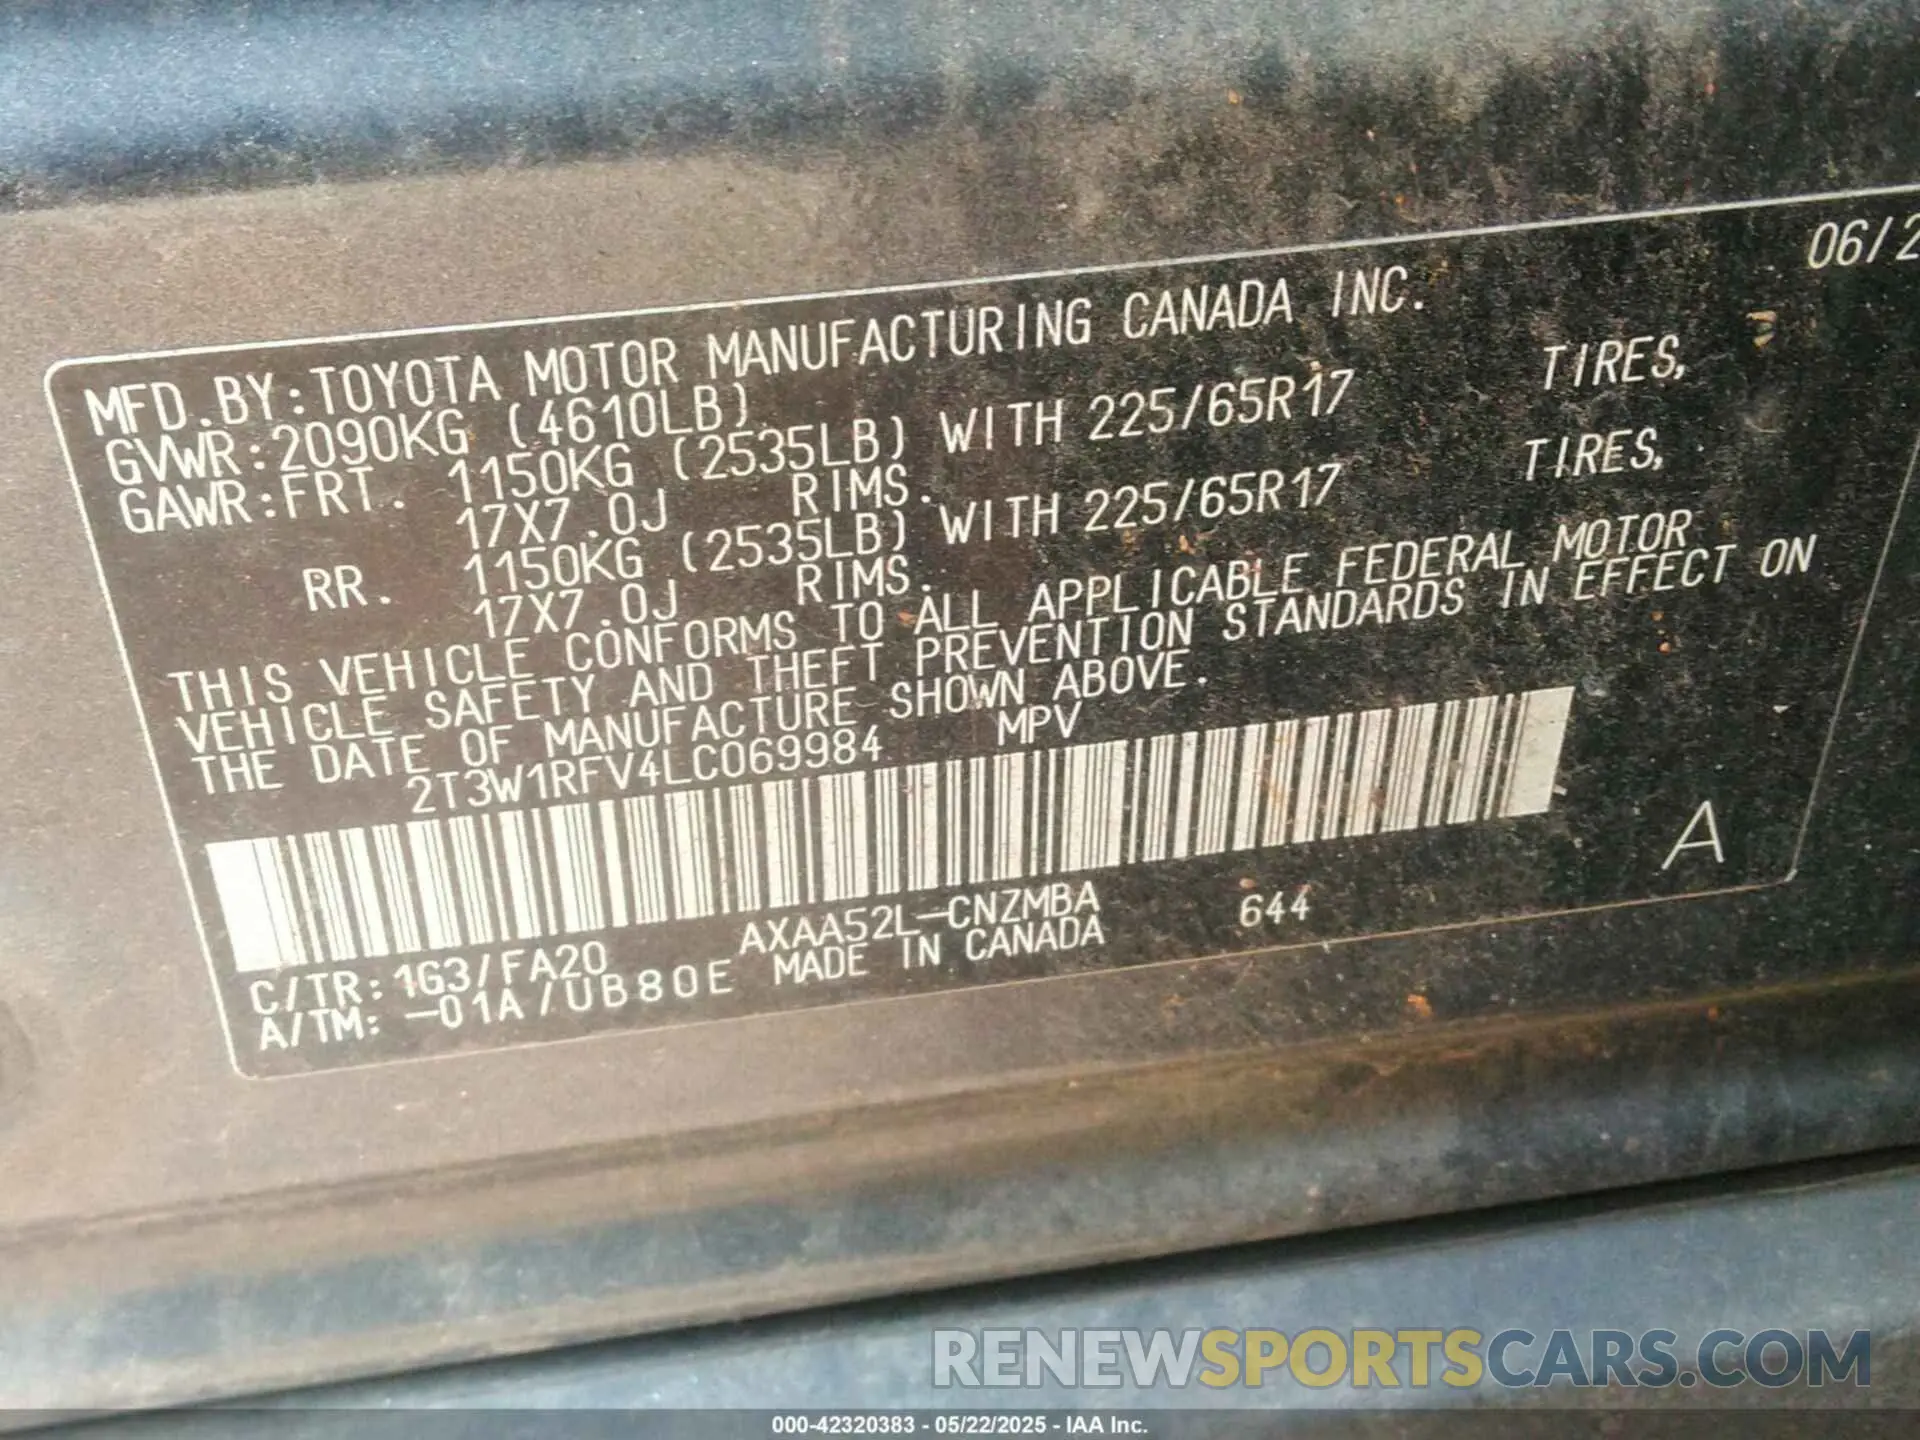 06/2
MFD.BY:TOYOTA MOTOR MANUFACTURING CANADA INC.
GVWR:2090KG (4610LB)
GAWR:FRT. 1150KG (2535LB) WITH 225/65R17 TIRES,
17X7.0J RIMS.
RR. 1150KG (2535LB) WITH 225/65R17 TIRES,
17X7.0J RIMS.
THIS VEHICLE CONFORMS TO ALL APPLICABLE FEDERAL MOTOR
VEHICLE SAFETY AND THEFT PREVENTION STANDARDS IN EFFECT ON
THE DATE OF MANUFACTURE SHOWN ABOVE.
2T3W1RFV4LC069984 MPV
A
AXAA52L-CNZMBA 644
C/TR:1G3/FA20 MADE IN CANADA
A/TM:-01A/UB80E
RENEWSPORTSCARS.COM
000-42320383 - 05/22/2025 - IAA Inc.